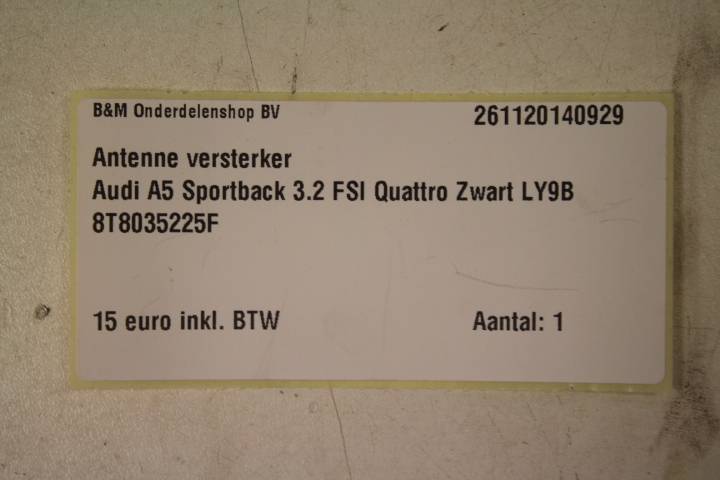 B&M Onderdelenshop BV 261120140929
Antenne versterker
Audi A5 Sportback 3.2 FSI Quattro Zwart LY9B
8T8035225F
15 euro inkl. BTW Aantal: 1